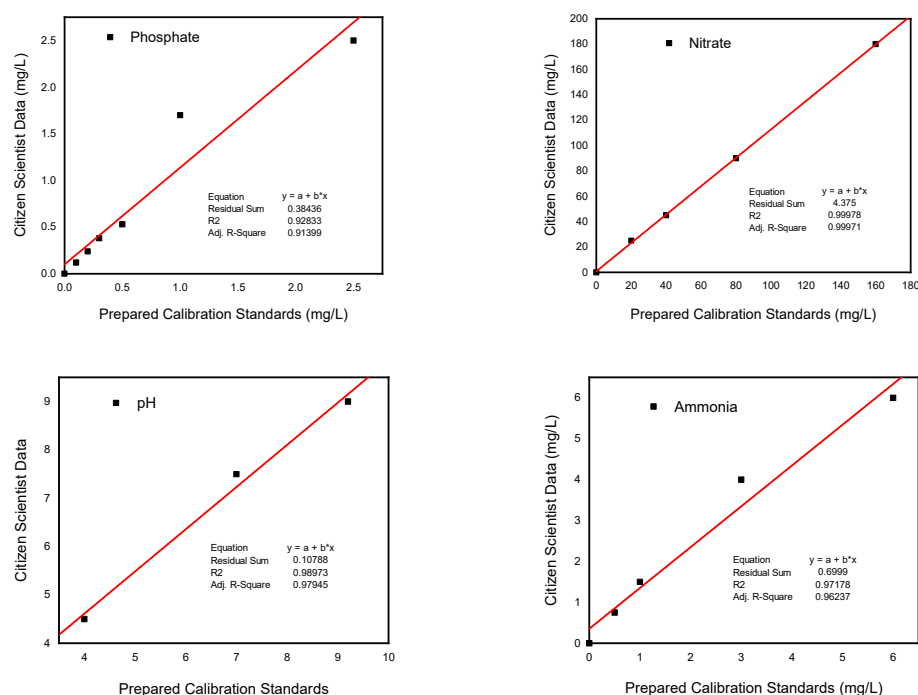 Phosphate
Citizen Scientist Data (mg/L)
2.5
2.0
1.5
1.0
0.5
0.0
Equation y = a + b*x
Residual Sum 0.38436
R2 0.92833
Adj. R-Square 0.91399
0.0 0.5 1.0 1.5 2.0 2.5
Prepared Calibration Standards (mg/L)
Nitrate
Citizen Scientist Data (mg/L)
200
180
160
140
120
100
80
60
40
20
0
Equation y = a + b*x
Residual Sum 4.375
R2 0.99978
Adj. R-Square 0.99971
0 20 40 60 80 100 120 140 160 180
Prepared Calibration Standards (mg/L)
pH
Citizen Scientist Data
9
8
7
6
5
4
Equation y = a + b*x
Residual Sum 0.10788
R2 0.98973
Adj. R-Square 0.97945
4 5 6 7 8 9 10
Prepared Calibration Standards
Ammonia
Citizen Scientist Data (mg/L)
6
5
4
3
2
1
0
Equation y = a + b*x
Residual Sum 0.6999
R2 0.97178
Adj. R-Square 0.96237
0 1 2 3 4 5 6
Prepared Calibration Standards (mg/L)